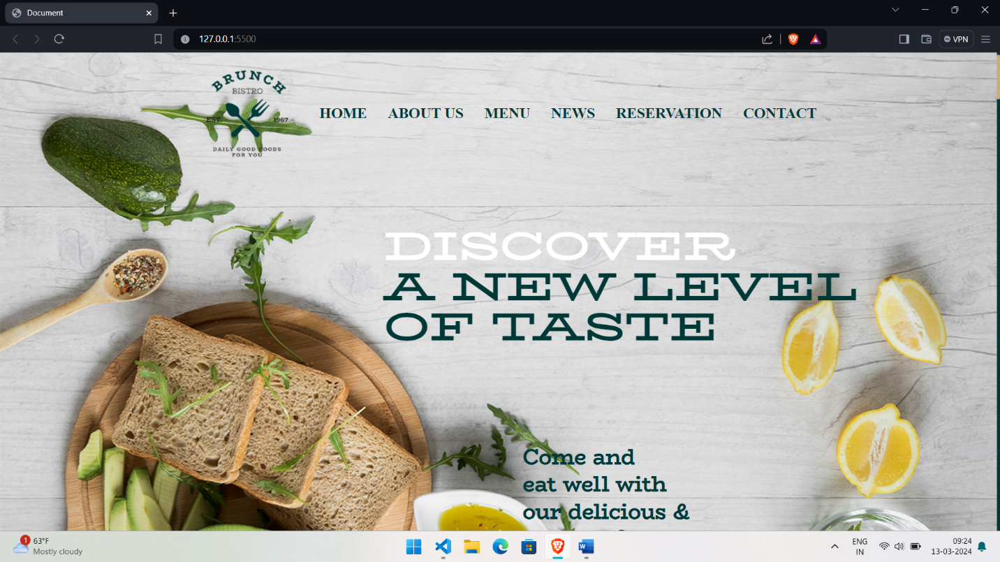 Document
127.0.0.1:5500
VPN
BRUNCH
BISTRO
EST. 1967
DAILY GOOD FOODS
FOR YOU
HOME ABOUT US MENU NEWS RESERVATION CONTACT
DISCOVER
A NEW LEVEL
OF TASTE
Come and
eat well with
our delicious &
1
63°F
Mostly cloudy
ENG
IN
09:24
13-03-2024